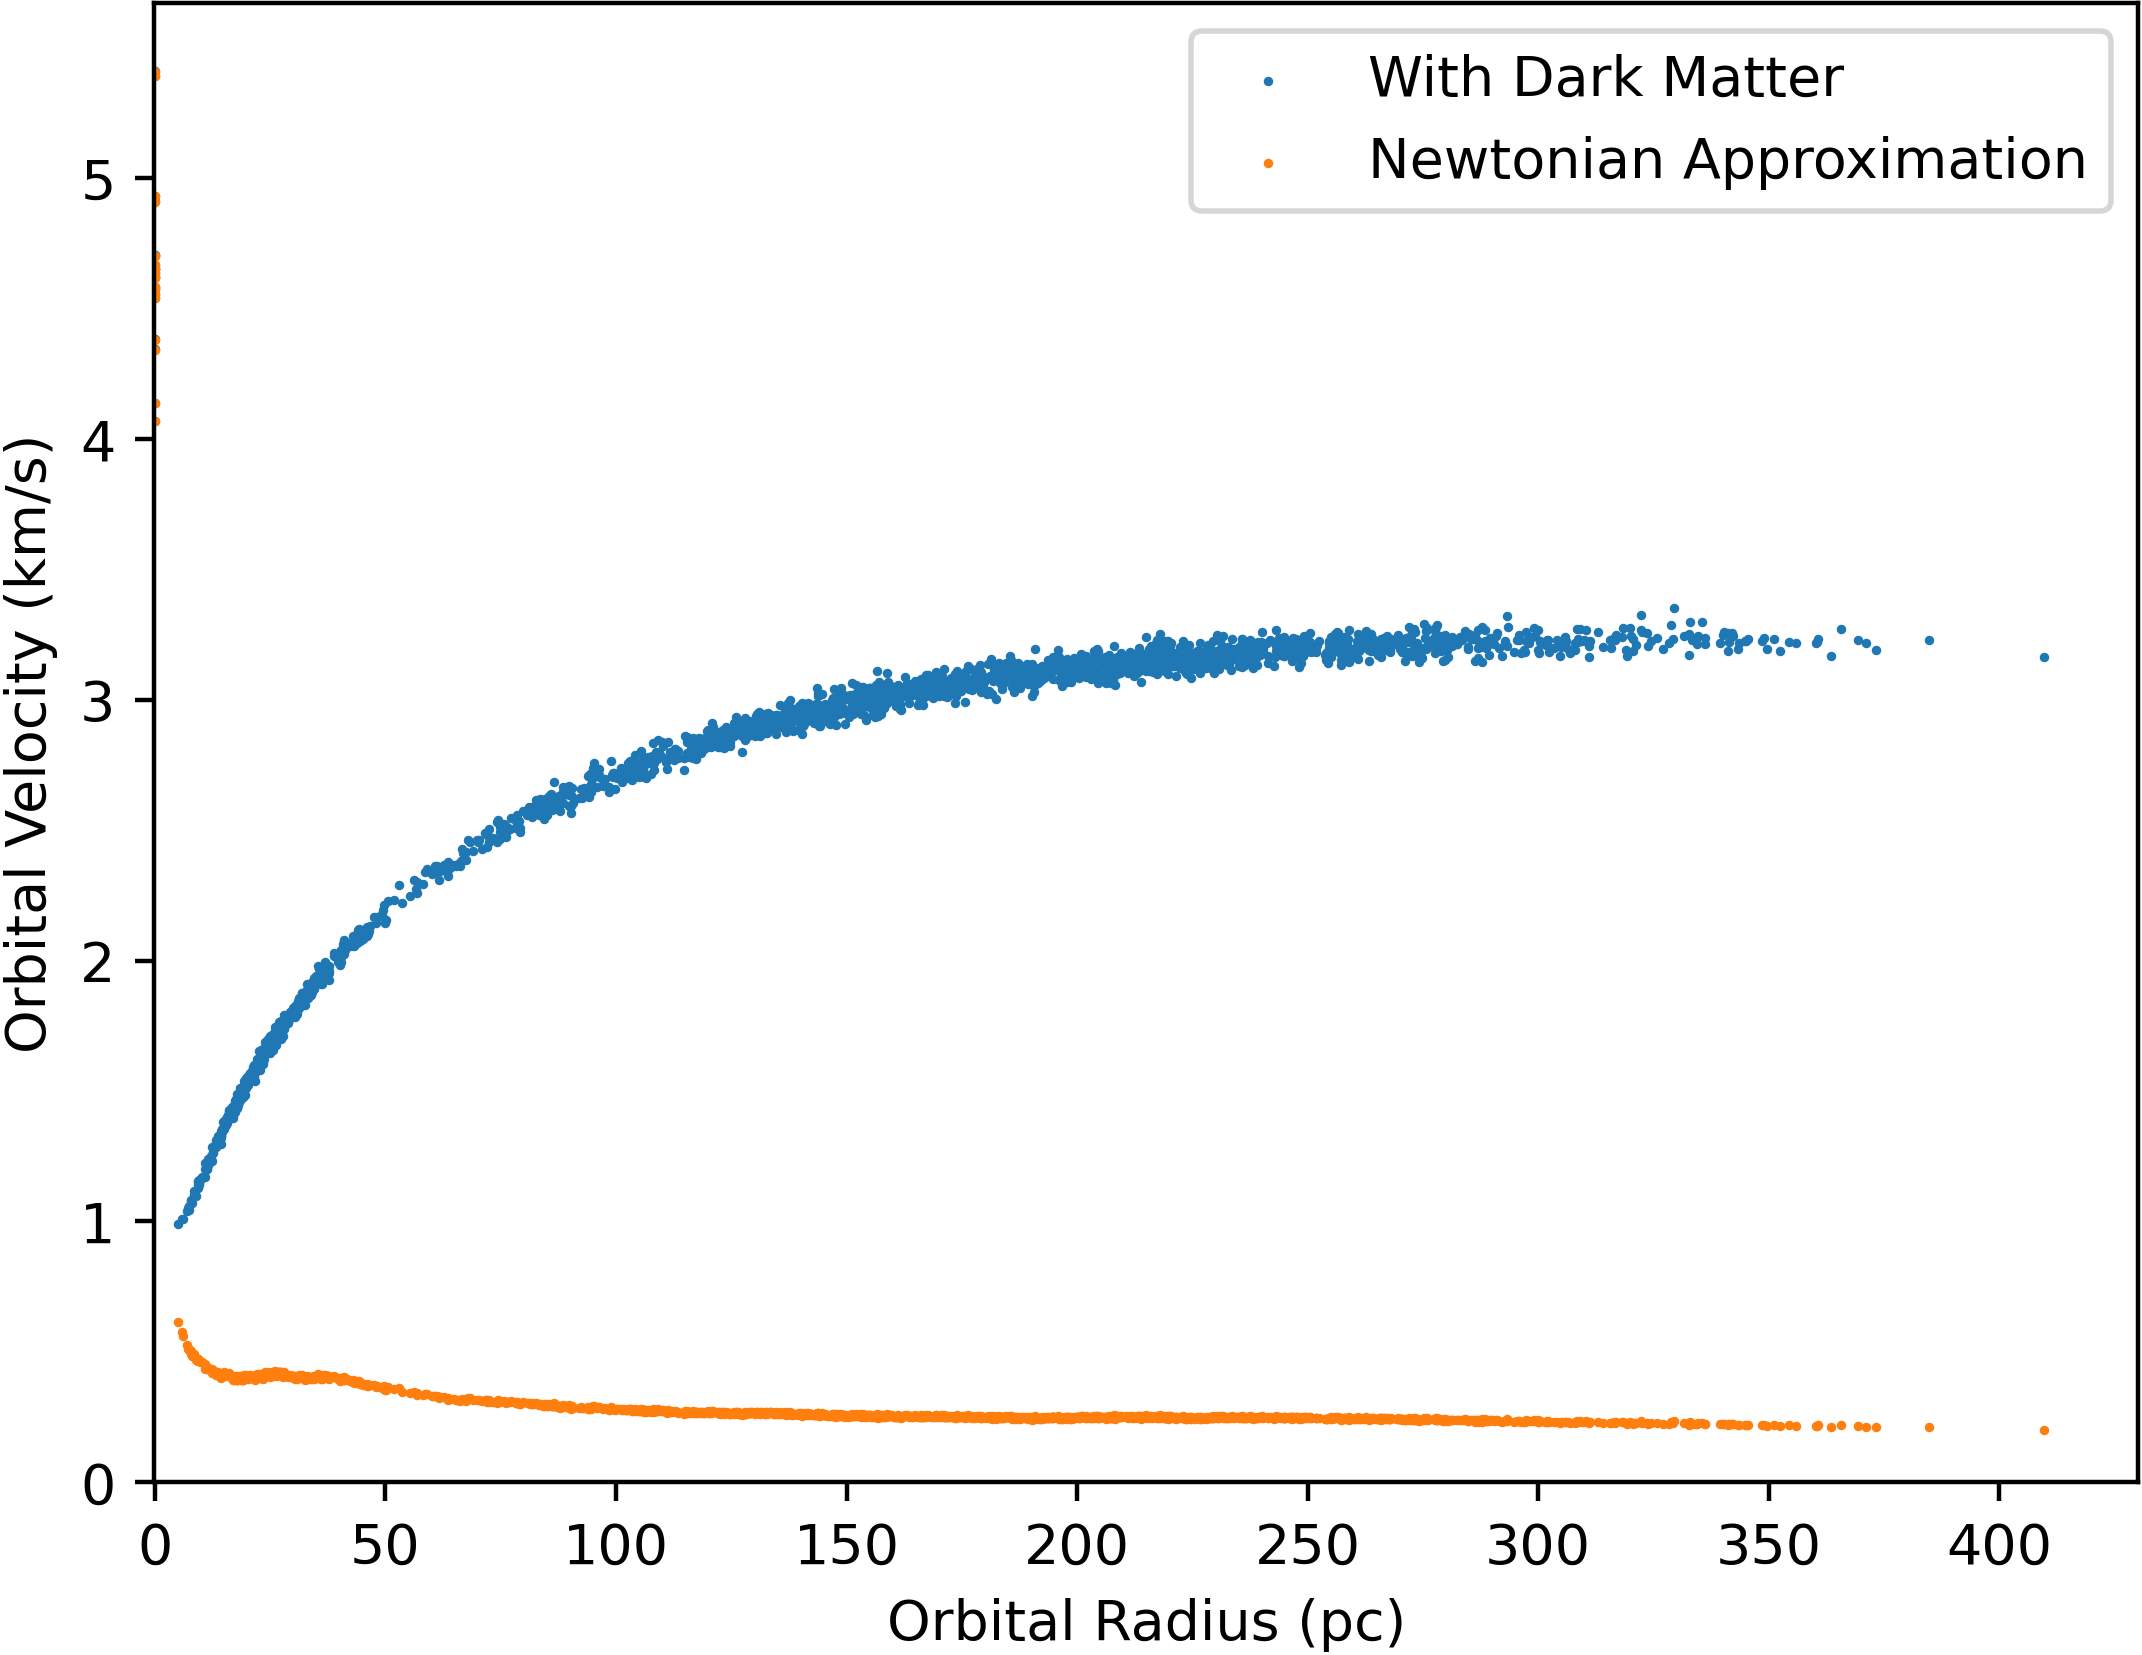 With Dark Matter
Newtonian Approximation
5
4
3
2
1
0
Orbital Velocity (km/s)
0 50 100 150 200 250 300 350 400
Orbital Radius (pc)